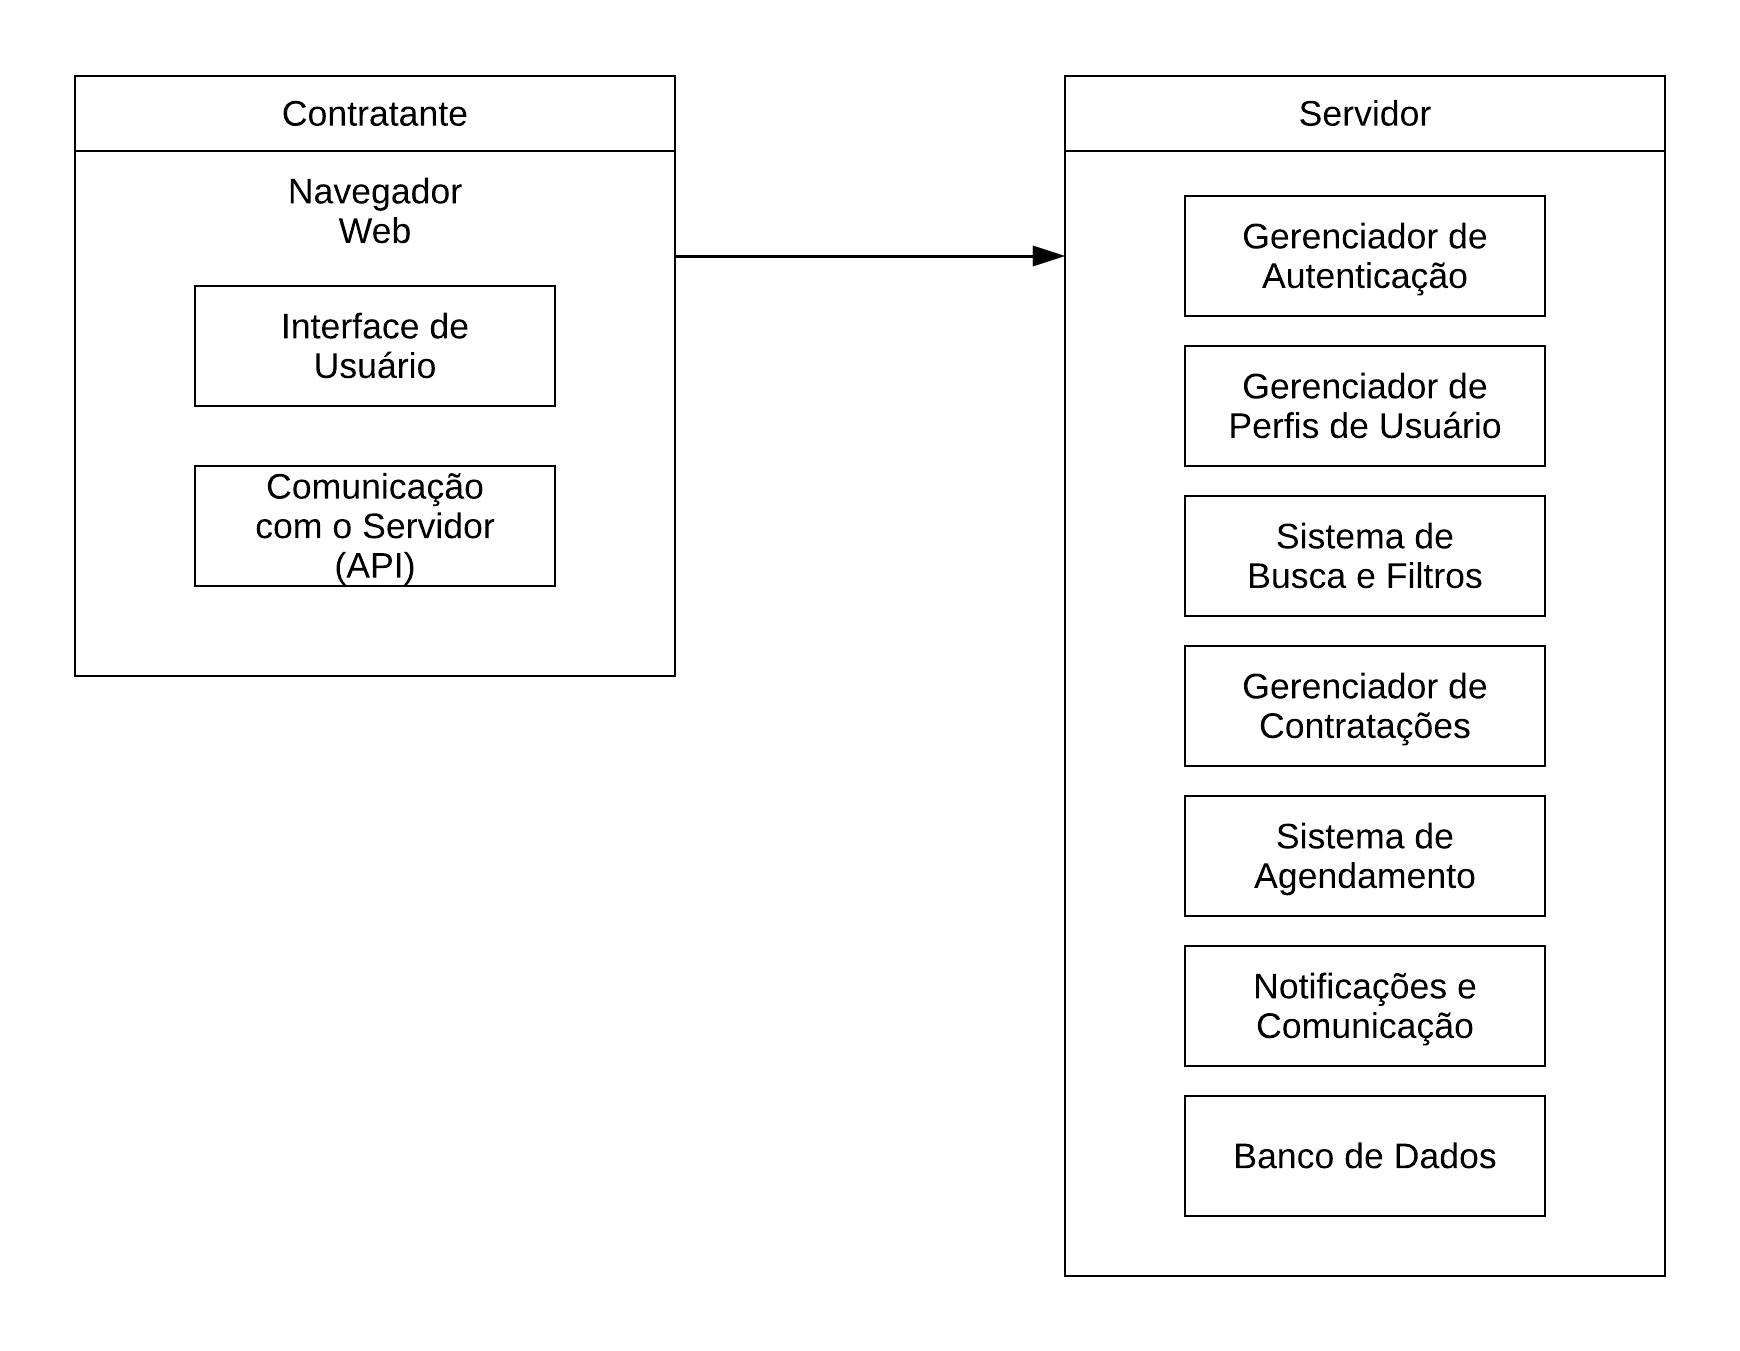 Contratante
Navegador
Web
Interface de
Usuário
Comunicação
com o Servidor
(API)
Servidor
Gerenciador de
Autenticação
Gerenciador de
Perfis de Usuário
Sistema de
Busca e Filtros
Gerenciador de
Contratações
Sistema de
Agendamento
Notificações e
Comunicação
Banco de Dados